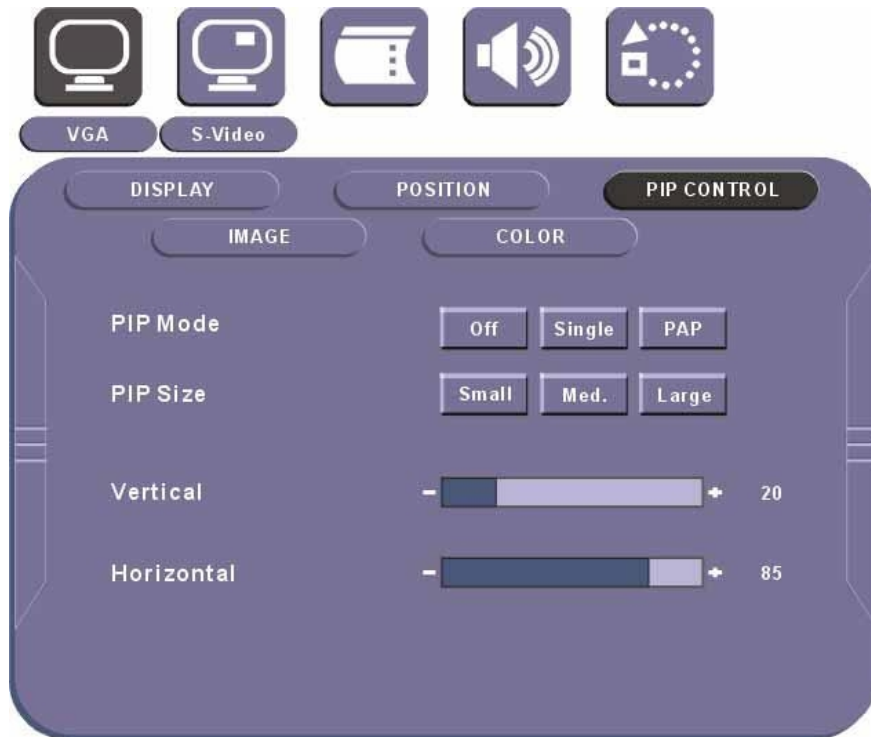 VGA S-Video
DISPLAY POSITION PIP CONTROL
IMAGE COLOR
PIP Mode Off Single PAP
PIP Size Small Med. Large
Vertical - + 20
Horizontal - + 85